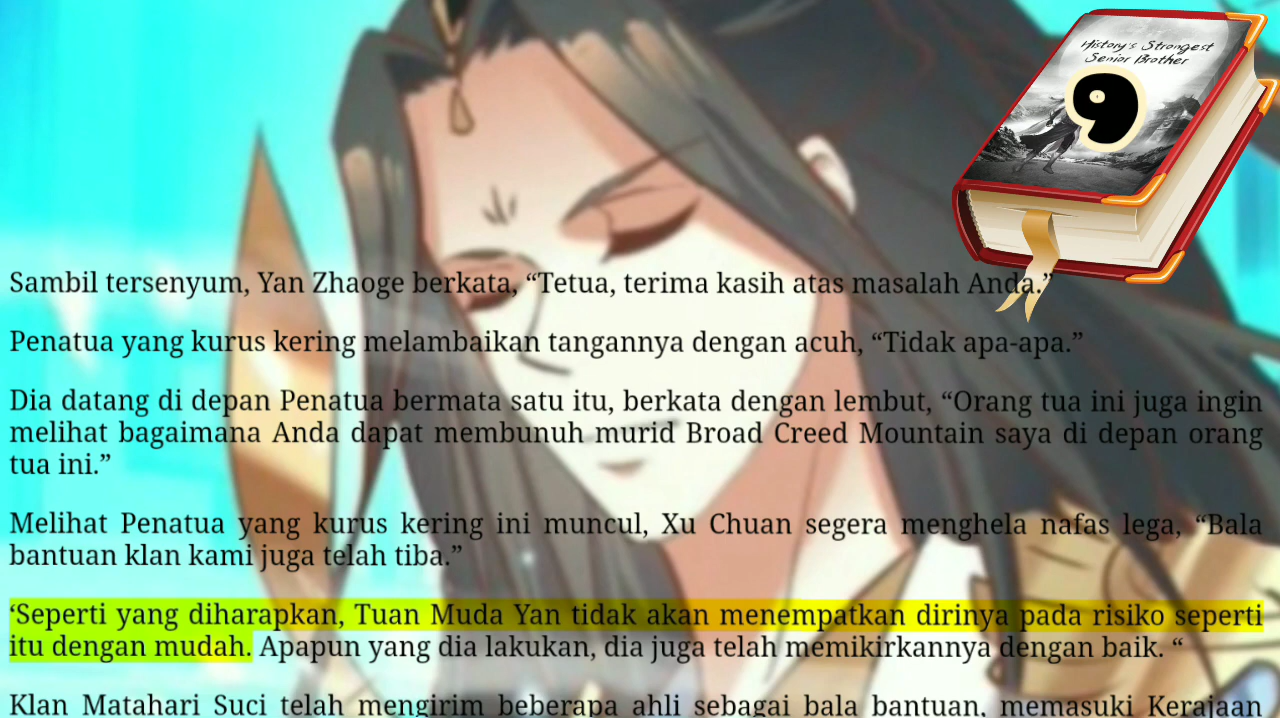 History's Strongest
Senior Brother
9
Sambil tersenyum, Yan Zhaoge berkata, “Tetua, terima kasih atas masalah Anda.”
Penatua yang kurus kering melambaikan tangannya dengan acuh, “Tidak apa-apa.”
Dia datang di depan Penatua bermata satu itu, berkata dengan lembut, “Orang tua ini juga ingin
melihat bagaimana Anda dapat membunuh murid Broad Creed Mountain saya di depan orang
tua ini.”
Melihat Penatua yang kurus kering ini muncul, Xu Chuan segera menghela nafas lega, “Bala
bantuan klan kami juga telah tiba.”
‘Seperti yang diharapkan, Tuan Muda Yan tidak akan menempatkan dirinya pada risiko seperti
itu dengan mudah. Apapun yang dia lakukan, dia juga telah memikirkannya dengan baik. “
Klan Matahari Suci telah mengirim beberapa ahli sebagai bala bantuan, memasuki Kerajaan